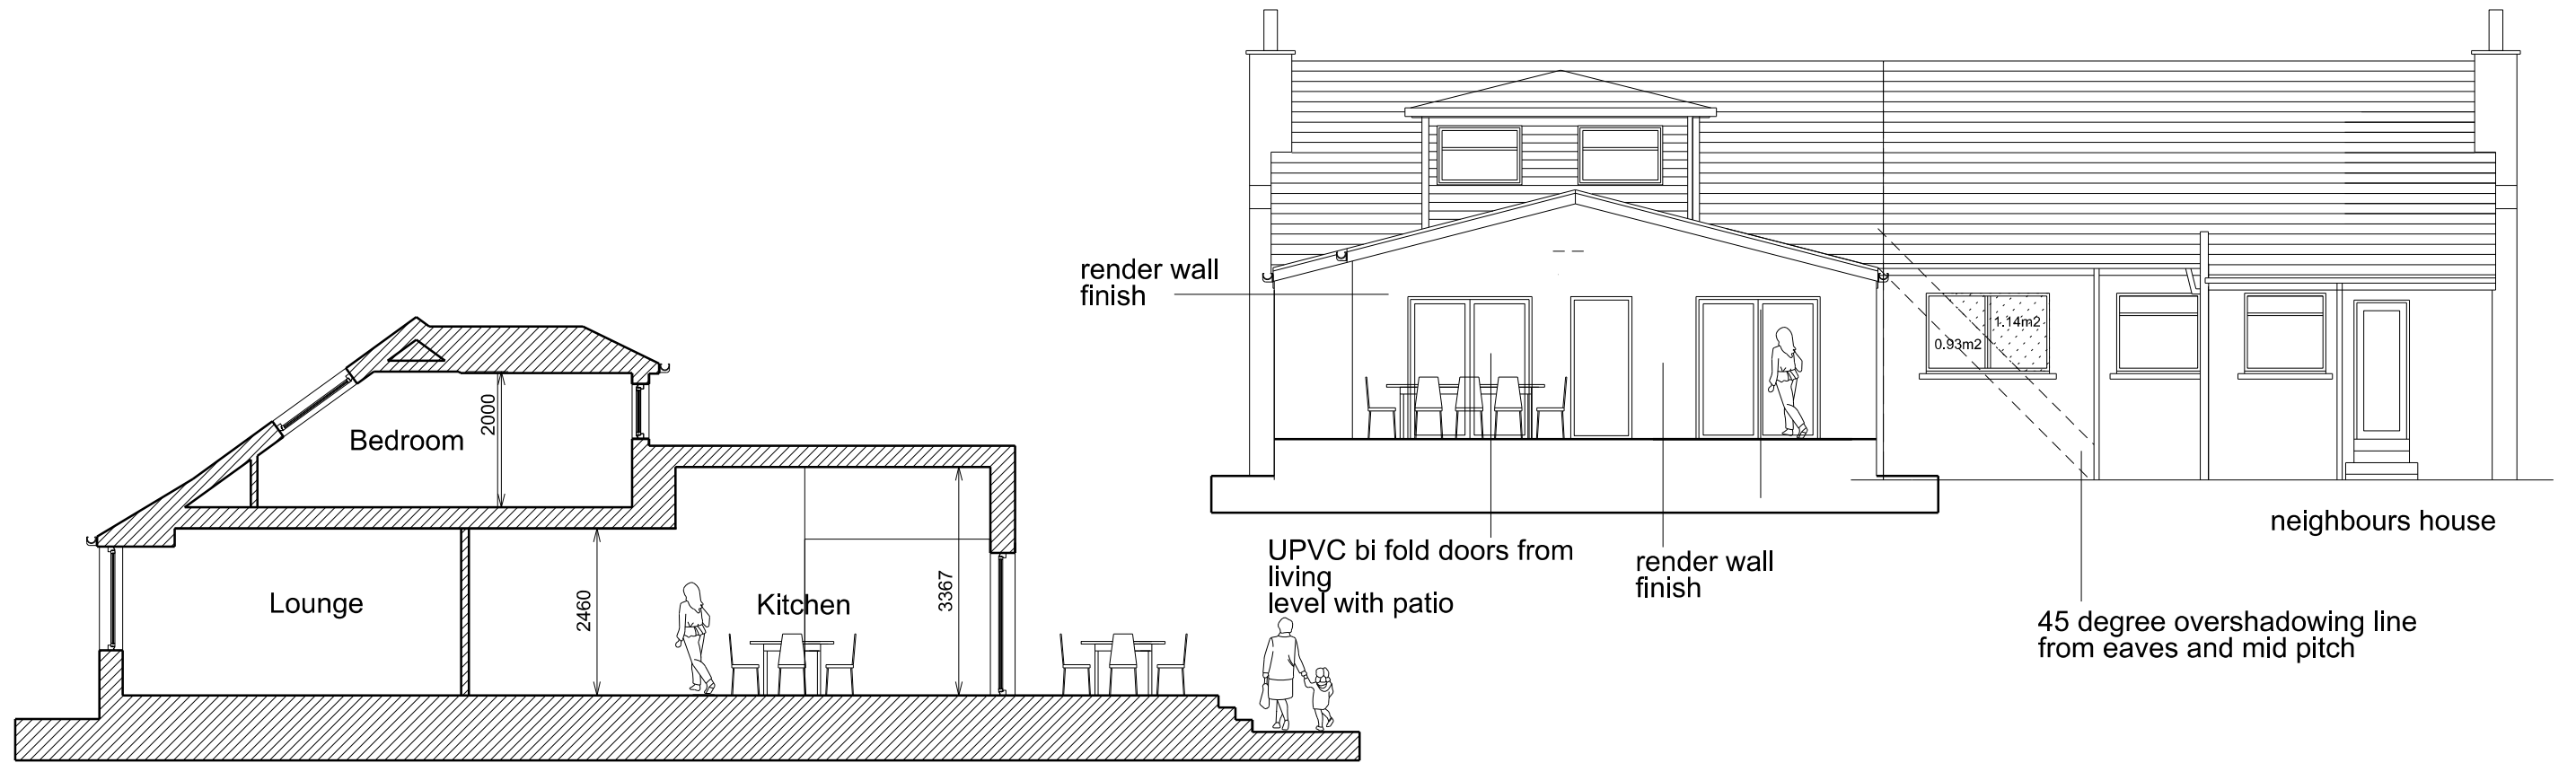 Bedroom
2000
Lounge
2460
Kitchen
3367
render wall
finish
1.14m2
0.93m2
UPVC bi fold doors from
living
level with patio
render wall
finish
neighbours house
45 degree overshadowing line
from eaves and mid pitch